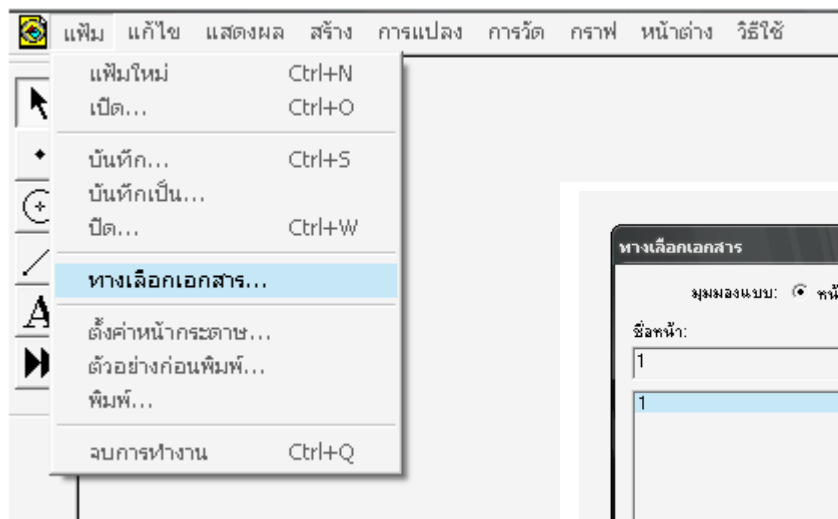 แฟ้ม แก้ไข แสดงผล สร้าง การแปลง การวัด กราฟ หน้าต่าง วิธีใช้
แฟ้มใหม่ Ctrl+N
เปิด... Ctrl+O
บันทึก... Ctrl+S
บันทึกเป็น...
ปิด... Ctrl+W
ทางเลือกเอกสาร...
ตั้งค่าหน้ากระดาษ...
ตัวอย่างก่อนพิมพ์...
พิมพ์...
จบการทำงาน Ctrl+Q
A
ทางเลือกเอกสาร
มุมมองแบบ: หน้
ชื่อหน้า:
1
1